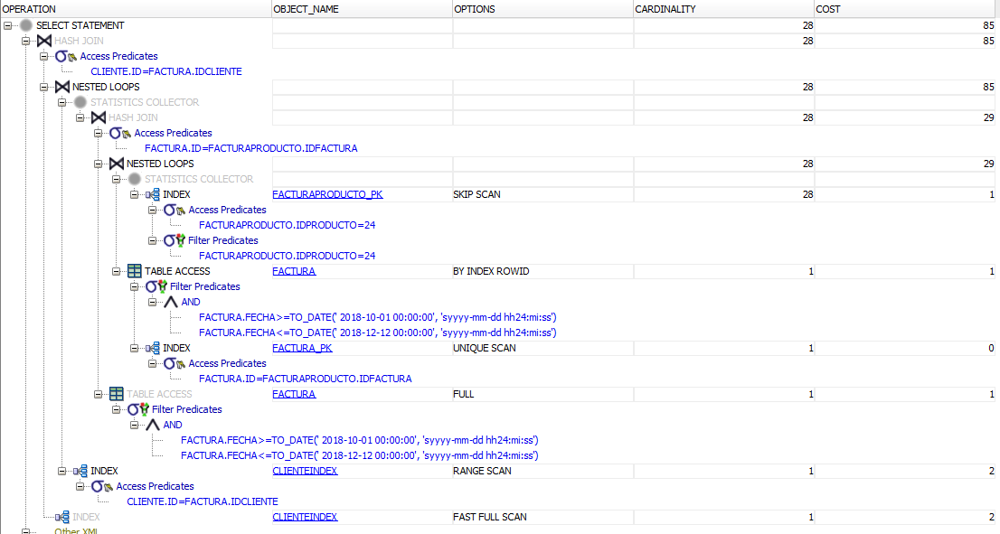 OPERATION OBJECT_NAME OPTIONS CARDINALITY COST
SELECT STATEMENT 28 85
HASH JOIN 28 85
Access Predicates
CLIENTE.ID=FACTURA.IDCLIENTE
NESTED LOOPS 28 85
STATISTICS COLLECTOR
HASH JOIN 28 29
Access Predicates
FACTURA.ID=FACTURAPRODUCTO.IDFACTURA
NESTED LOOPS 28 29
STATISTICS COLLECTOR
INDEX FACTURAPRODUCTO_PK SKIP SCAN 28 1
Access Predicates
FACTURAPRODUCTO.IDPRODUCTO=24
Filter Predicates
FACTURAPRODUCTO.IDPRODUCTO=24
TABLE ACCESS FACTURA BY INDEX ROWID 1 1
Filter Predicates
AND
FACTURA.FECHA>=TO_DATE(' 2018-10-01 00:00:00', 'syyyy-mm-dd hh24:mi:ss')
FACTURA.FECHA<=TO_DATE(' 2018-12-12 00:00:00', 'syyyy-mm-dd hh24:mi:ss')
INDEX FACTURA_PK UNIQUE SCAN 1 0
Access Predicates
FACTURA.ID=FACTURAPRODUCTO.IDFACTURA
TABLE ACCESS FACTURA FULL 1 1
Filter Predicates
AND
FACTURA.FECHA>=TO_DATE(' 2018-10-01 00:00:00', 'syyyy-mm-dd hh24:mi:ss')
FACTURA.FECHA<=TO_DATE(' 2018-12-12 00:00:00', 'syyyy-mm-dd hh24:mi:ss')
INDEX CLIENTEINDEX RANGE SCAN 1 2
Access Predicates
CLIENTE.ID=FACTURA.IDCLIENTE
INDEX CLIENTEINDEX FAST FULL SCAN 1 2
Other XML